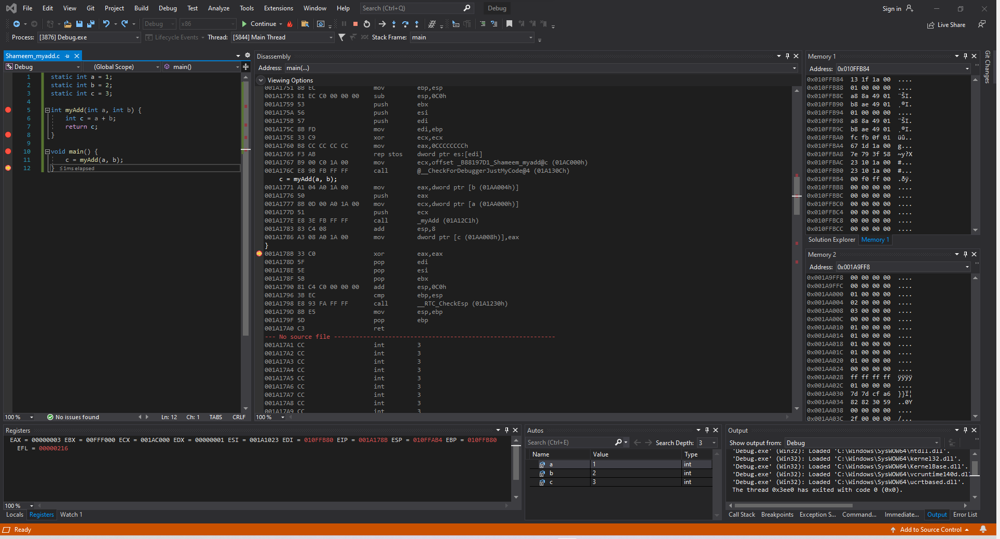 File Edit View Git Project Build Debug Test Analyze Tools Extensions Window Help Search (Ctrl+Q) Debug Sign in
Debug x86 Continue Live Share
Process: [3876] Debug.exe Lifecycle Events Thread: [5844] Main Thread Stack Frame: main
Shameem_myadd.c
Debug (Global Scope) main()
1 static int a = 1;
2 static int b = 2;
3 static int c = 3;
4
5 int myAdd(int a, int b) {
6 int c = a + b;
7 return c;
8 }
9
10 void main() {
11 c = myAdd(a, b);
12 } ≤1ms elapsed
100 % No issues found Ln: 12 Ch: 1 TABS CRLF
Disassembly
Address: main(...)
Viewing Options
001A1751 8B EC mov ebp,esp
001A1753 81 EC C0 00 00 00 sub esp,0C0h
001A1759 53 push ebx
001A175A 56 push esi
001A175B 57 push edi
001A175C 8B FD mov edi,ebp
001A175E 33 C9 xor ecx,ecx
001A1760 B8 CC CC CC CC mov eax,0CCCCCCCCh
001A1765 F3 AB rep stos dword ptr es:[edi]
001A1767 B9 00 C0 1A 00 mov ecx,offset _B88197D1_Shameem_myadd@c (01AC000h)
001A176C E8 9B FB FF FF call @__CheckForDebuggerJustMyCode@4 (01A130Ch)
c = myAdd(a, b);
001A1771 A1 04 A0 1A 00 mov eax,dword ptr [b (01AA004h)]
001A1776 50 push eax
001A1777 8B 0D 00 A0 1A 00 mov ecx,dword ptr [a (01AA000h)]
001A177D 51 push ecx
001A177E E8 3E FB FF FF call _myAdd (01A12C1h)
001A1783 83 C4 08 add esp,8
001A1786 A3 08 A0 1A 00 mov dword ptr [c (01AA008h)],eax
}
001A178B 33 C0 xor eax,eax
001A178D 5F pop edi
001A178E 5E pop esi
001A178F 5B pop ebx
001A1790 81 C4 C0 00 00 00 add esp,0C0h
001A1796 3B EC cmp ebp,esp
001A1798 E8 93 FA FF FF call __RTC_CheckEsp (01A1230h)
001A179D 8B E5 mov esp,ebp
001A179F 5D pop ebp
001A17A0 C3 ret
--- No source file -------------------------------------------------------------
001A17A1 CC int 3
001A17A2 CC int 3
001A17A3 CC int 3
001A17A4 CC int 3
001A17A5 CC int 3
001A17A6 CC int 3
001A17A7 CC int 3
001A17A8 CC int 3
001A17A9 CC int 3
100 %
Memory 1
Address: 0x010FFB84
0x010FFB84 13 1f 1a 00 ....
0x010FFB88 01 00 00 00 ....
0x010FFB8C a8 8a 49 01 ¨ŠI.
0x010FFB90 b8 ae 49 01 ¸®I.
0x010FFB94 01 00 00 00 ....
0x010FFB98 a8 8a 49 01 ¨ŠI.
0x010FFB9C b8 ae 49 01 ¸®I.
0x010FFBA0 fc fb 0f 01 üû..
0x010FFBA4 67 1d 1a 00 g...
0x010FFBA8 7e 79 3f 58 ~y?X
0x010FFBAC 23 10 1a 00 #...
0x010FFBB0 23 10 1a 00 #...
0x010FFBB4 00 f0 ff 00 .ðÿ.
0x010FFBB8 00 00 00 00 ....
0x010FFBBC 00 00 00 00 ....
0x010FFBC0 00 00 00 00 ....
0x010FFBC4 00 00 00 00 ....
0x010FFBC8 00 00 00 00 ....
0x010FFBCC 00 00 00 00 ....
Solution Explorer Memory 1
Memory 2
Address: 0x001A9FF8
0x001A9FF8 00 00 00 00 ....
0x001A9FFC 00 00 00 00 ....
0x001AA000 01 00 00 00 ....
0x001AA004 02 00 00 00 ....
0x001AA008 03 00 00 00 ....
0x001AA00C 00 00 00 00 ....
0x001AA010 01 00 00 00 ....
0x001AA014 01 00 00 00 ....
0x001AA018 01 00 00 00 ....
0x001AA01C 01 00 00 00 ....
0x001AA020 01 00 00 00 ....
0x001AA024 00 00 00 00 ....
0x001AA028 ff ff ff ff ÿÿÿÿ
0x001AA02C 01 00 00 00 ....
0x001AA030 7d 7d cf a6 }}Ï¦
0x001AA034 82 82 30 59 ..0Y
0x001AA038 00 00 00 00 ....
0x001AA03C 2f 00 00 00 /...
Git Changes
Registers
EAX = 00000003 EBX = 00FFF000 ECX = 001AC000 EDX = 00000001 ESI = 001A1023 EDI = 010FFB80 EIP = 001A178B ESP = 010FFAB4 EBP = 010FFB80
EFL = 00000216
100 %
Locals Registers Watch 1
Autos
Search (Ctrl+E) Search Depth: 3
Name Value Type
a 1 int
b 2 int
c 3 int
Output
Show output from: Debug
'Debug.exe' (Win32): Loaded 'C:\Windows\SysWOW64\ntdll.dll'.
'Debug.exe' (Win32): Loaded 'C:\Windows\SysWOW64\kernel32.dll'.
'Debug.exe' (Win32): Loaded 'C:\Windows\SysWOW64\KernelBase.dll'.
'Debug.exe' (Win32): Loaded 'C:\Windows\SysWOW64\vcruntime140d.dll
'Debug.exe' (Win32): Loaded 'C:\Windows\SysWOW64\ucrtbased.dll'.
The thread 0x3ee0 has exited with code 0 (0x0).
Call Stack Breakpoints Exception S... Command... Immediate... Output Error List
Ready Add to Source Control